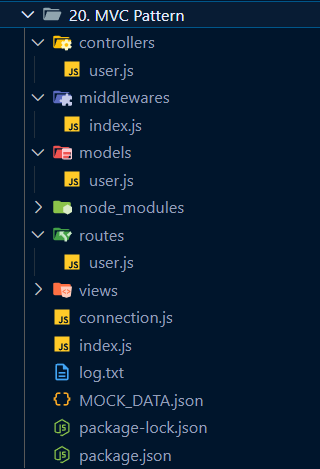 20. MVC Pattern
controllers
JS user.js
middlewares
JS index.js
models
JS user.js
node_modules
routes
JS user.js
views
JS connection.js
JS index.js
log.txt
{} MOCK_DATA.json
JS package-lock.json
JS package.json